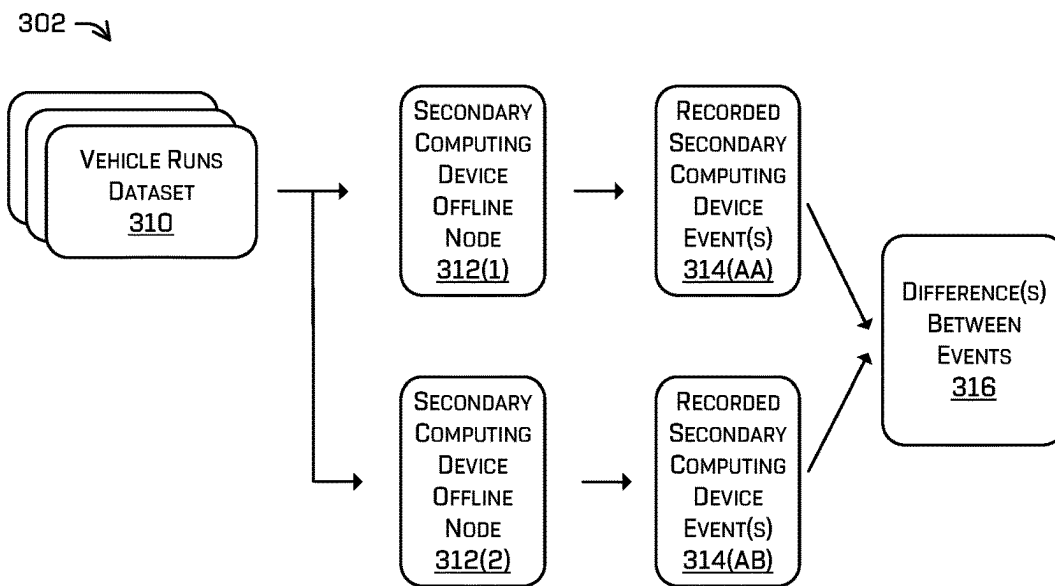 302
VEHICLE RUNS
DATASET
310
SECONDARY
COMPUTING
DEVICE
OFFLINE
NODE
312(1)
RECORDED
SECONDARY
COMPUTING
DEVICE
EVENT(S)
314(AA)
DIFFERENCE(S)
BETWEEN
EVENTS
316
SECONDARY
COMPUTING
DEVICE
OFFLINE
NODE
312(2)
RECORDED
SECONDARY
COMPUTING
DEVICE
EVENT(S)
314(AB)